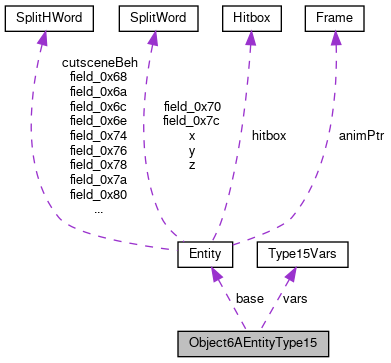 SplitHWord
SplitWord
Hitbox
Frame
cutsceneBeh
field_0x68
field_0x6a
field_0x6c
field_0x6e
field_0x74
field_0x76
field_0x78
field_0x7a
field_0x80
...
field_0x70
field_0x7c
x
y
z
hitbox
animPtr
Entity
Type15Vars
base
vars
Object6AEntityType15